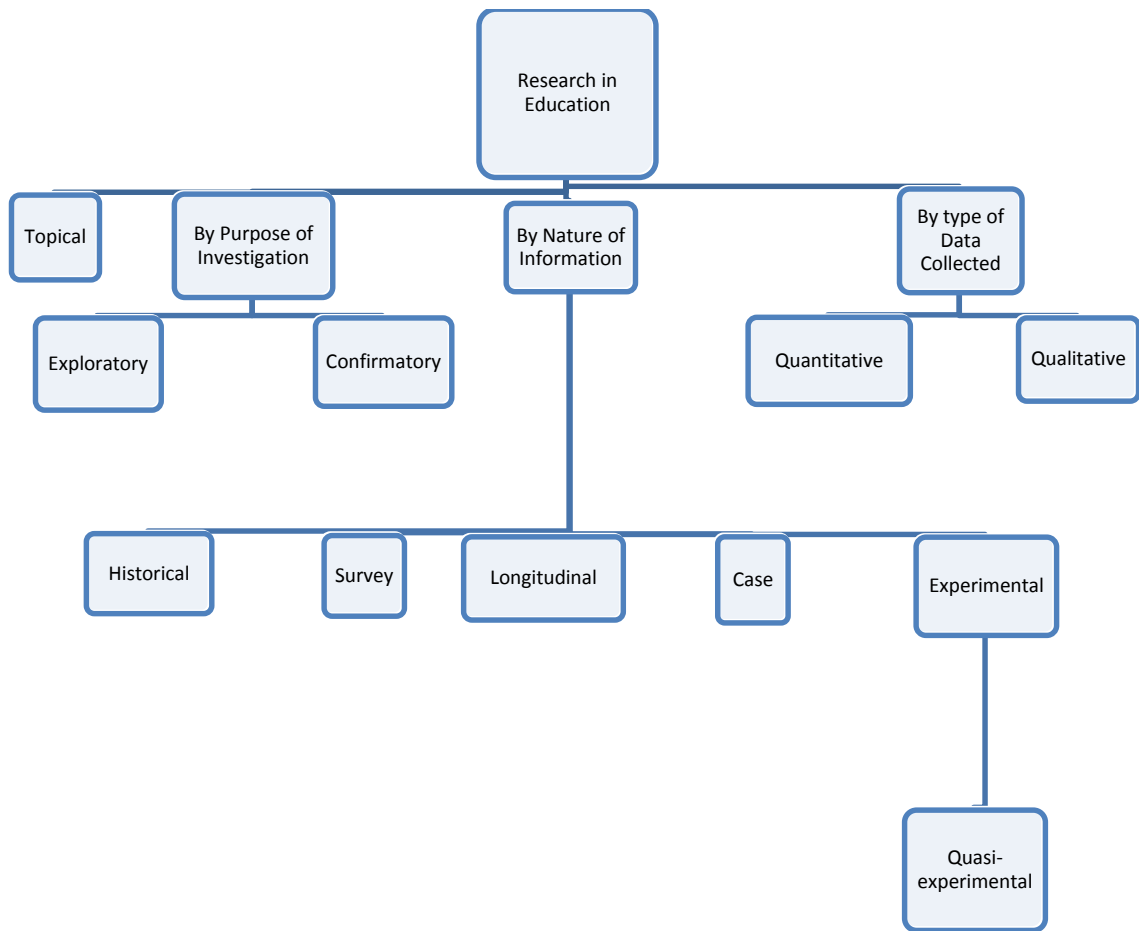 Research in
Education
Topical
By Purpose of
Investigation
By Nature of
Information
By type of
Data
Collected
Exploratory
Confirmatory
Quantitative
Qualitative
Historical
Survey
Longitudinal
Case
Experimental
Quasi-
experimental